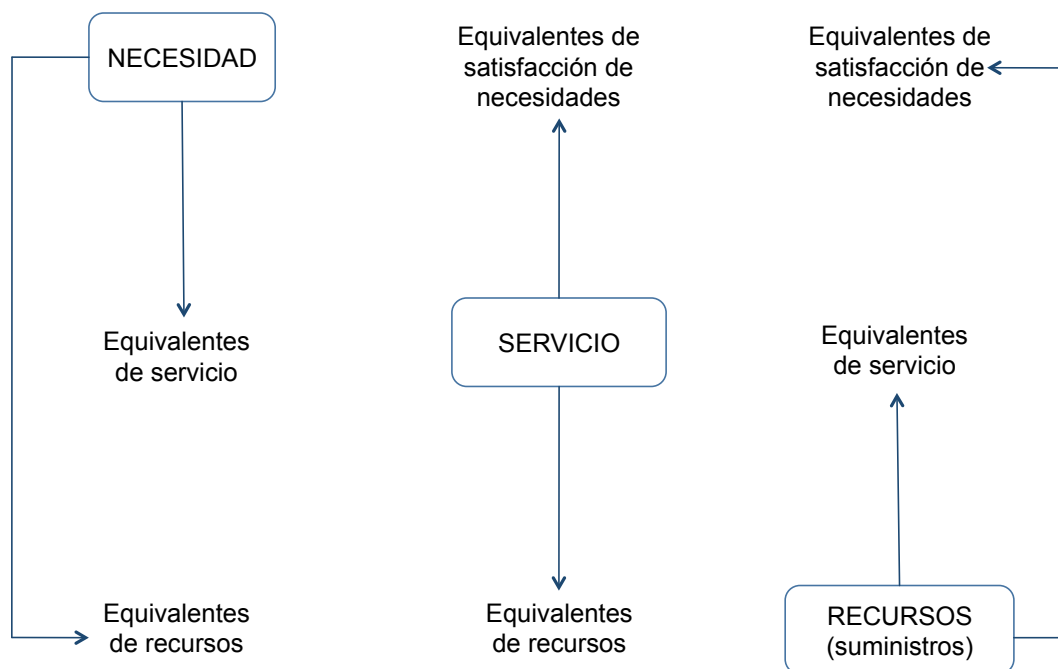 NECESIDAD
Equivalentes
de servicio
Equivalentes
de recursos
Equivalentes de
satisfacción de
necesidades
SERVICIO
Equivalentes
de recursos
Equivalentes de
satisfacción de
necesidades
Equivalentes
de servicio
RECURSOS
(suministros)